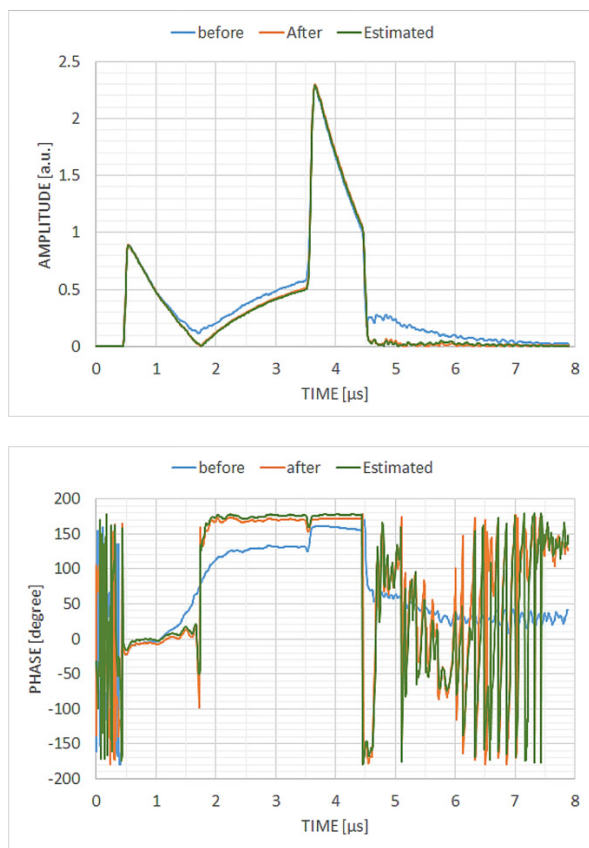 before After Estimated
2.5
2
1.5
1
0.5
0
AMPLITUDE [a.u.]
0 1 2 3 4 5 6 7 8
TIME [µs]
before after Estimated
200
150
100
50
0
-50
-100
-150
-200
PHASE [degree]
0 1 2 3 4 5 6 7 8
TIME [µs]